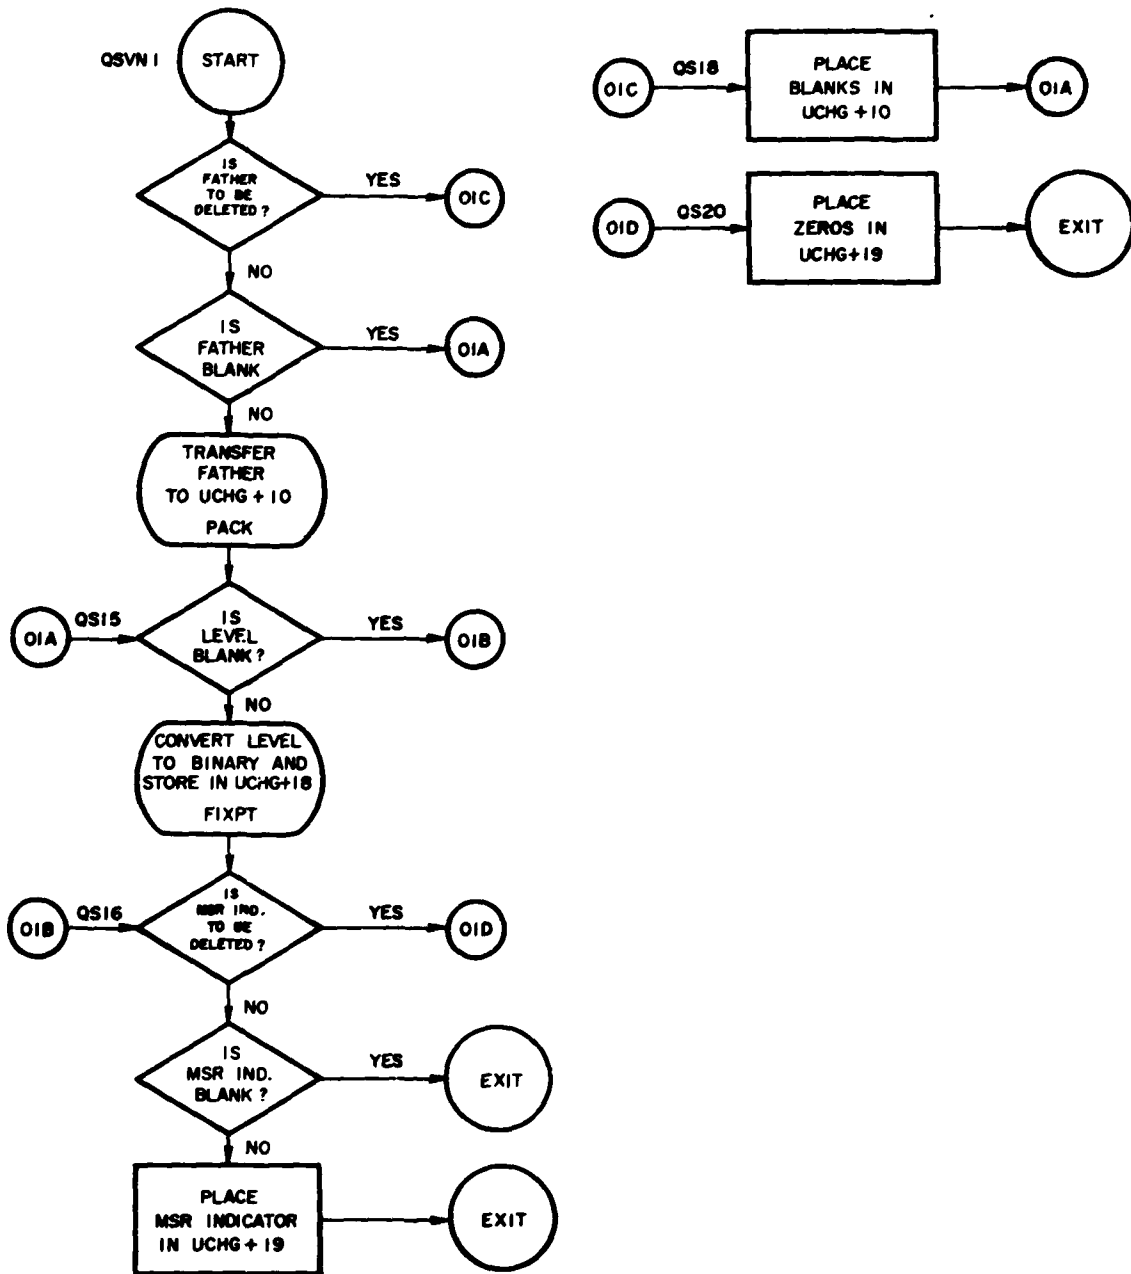 QSVN1
START
IS
FATHER
TO BE
DELETED?
YES
01C
NO
IS
FATHER
BLANK
YES
01A
NO
TRANSFER
FATHER
TO UCHG + 10
PACK
01A
QS15
IS
LEVEL
BLANK?
YES
01B
NO
CONVERT LEVEL
TO BINARY AND
STORE IN UCHG+18
FIXPT
01B
QS16
IS
MSR IND.
TO BE
DELETED?
YES
01D
NO
IS
MSR IND.
BLANK?
YES
EXIT
NO
PLACE
MSR INDICATOR
IN UCHG + 19
EXIT
01C
QS18
PLACE
BLANKS IN
UCHG +10
01A
01D
QS20
PLACE
ZEROS IN
UCHG+19
EXIT